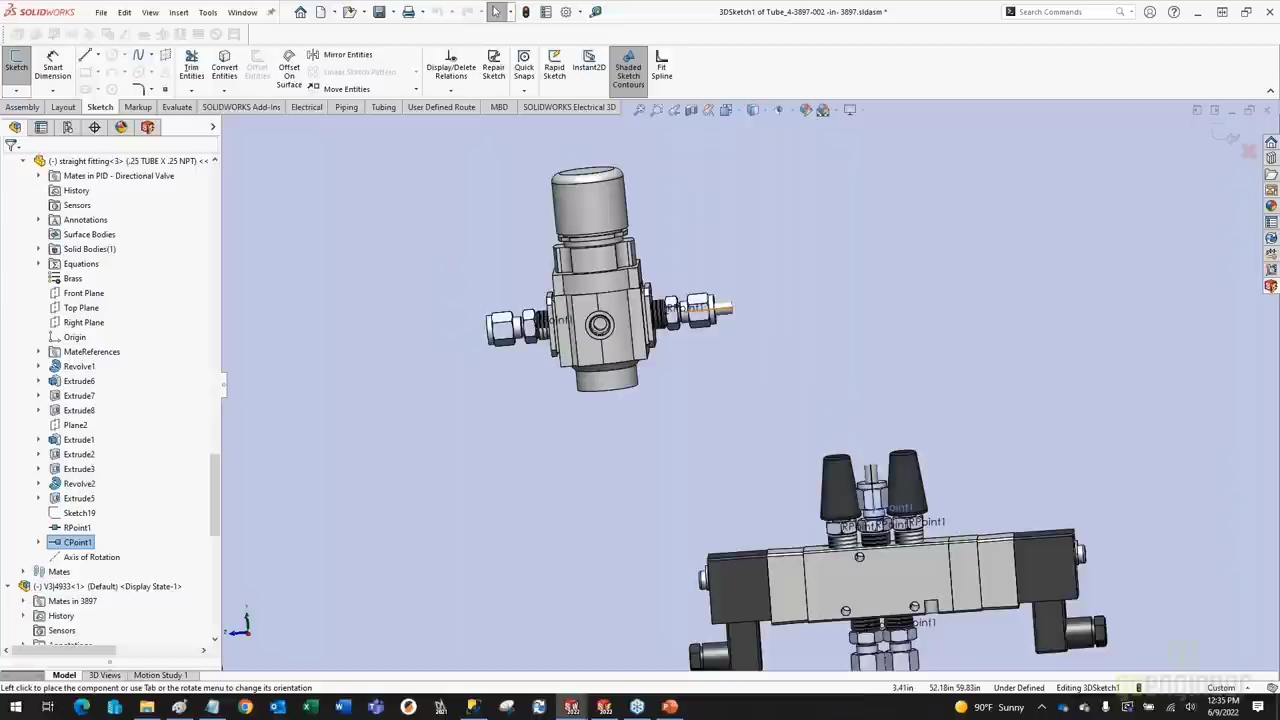 SOLIDWORKS
File Edit View Insert Tools Window
3DSketch1 of Tube_4-3897-002 -in- 3897.sldasm *
Search Commands
Sketch
Smart Dimension
Trim Entities
Convert Entities
Offset Entities
Offset On Surface
Mirror Entities
Linear Sketch Pattern
Move Entities
Display/Delete Relations
Repair Sketch
Quick Snaps
Rapid Sketch
Instant2D
Shaded Sketch Contours
Fit Spline
Assembly Layout Sketch Markup Evaluate SOLIDWORKS Add-Ins Electrical Piping Tubing User Defined Route MBD SOLIDWORKS Electrical 3D
(-) straight fitting<3> (.25 TUBE X .25 NPT) <<
Mates in PID - Directional Valve
History
Sensors
Annotations
Surface Bodies
Solid Bodies(1)
Equations
Brass
Front Plane
Top Plane
Right Plane
Origin
MateReferences
Revolve1
Extrude6
Extrude7
Extrude8
Plane2
Extrude1
Extrude2
Extrude3
Revolve2
Extrude5
Sketch19
RPoint1
CPoint1
Axis of Rotation
Mates
(-) V3|4933<1> (Default) <Display State-1>
Mates in 3897
History
Sensors
Model 3D Views Motion Study 1
Left click to place the component or use Tab or the rotate menu to change its orientation
3.41in 52.18in 59.83in Under Defined Editing 3DSketch1 Custom
90°F Sunny
12:35 PM
6/9/2022